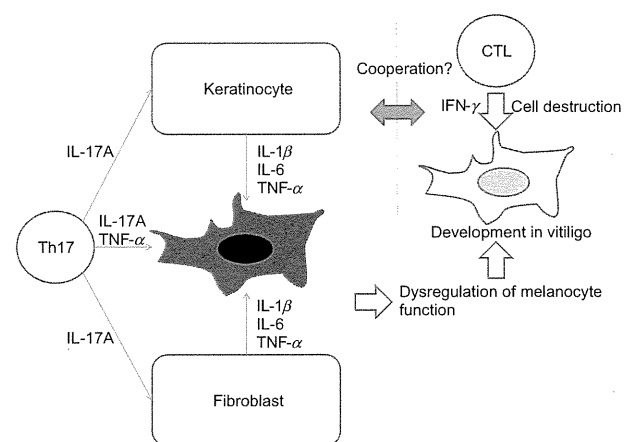 CTL
Cooperation?
Keratinocyte
IFN-γ
Cell destruction
IL-17A
IL-1β
IL-6
TNF-α
IL-17A
TNF-α
Th17
Development in vitiligo
Dysregulation of melanocyte
function
IL-1β
IL-6
TNF-α
IL-17A
Fibroblast